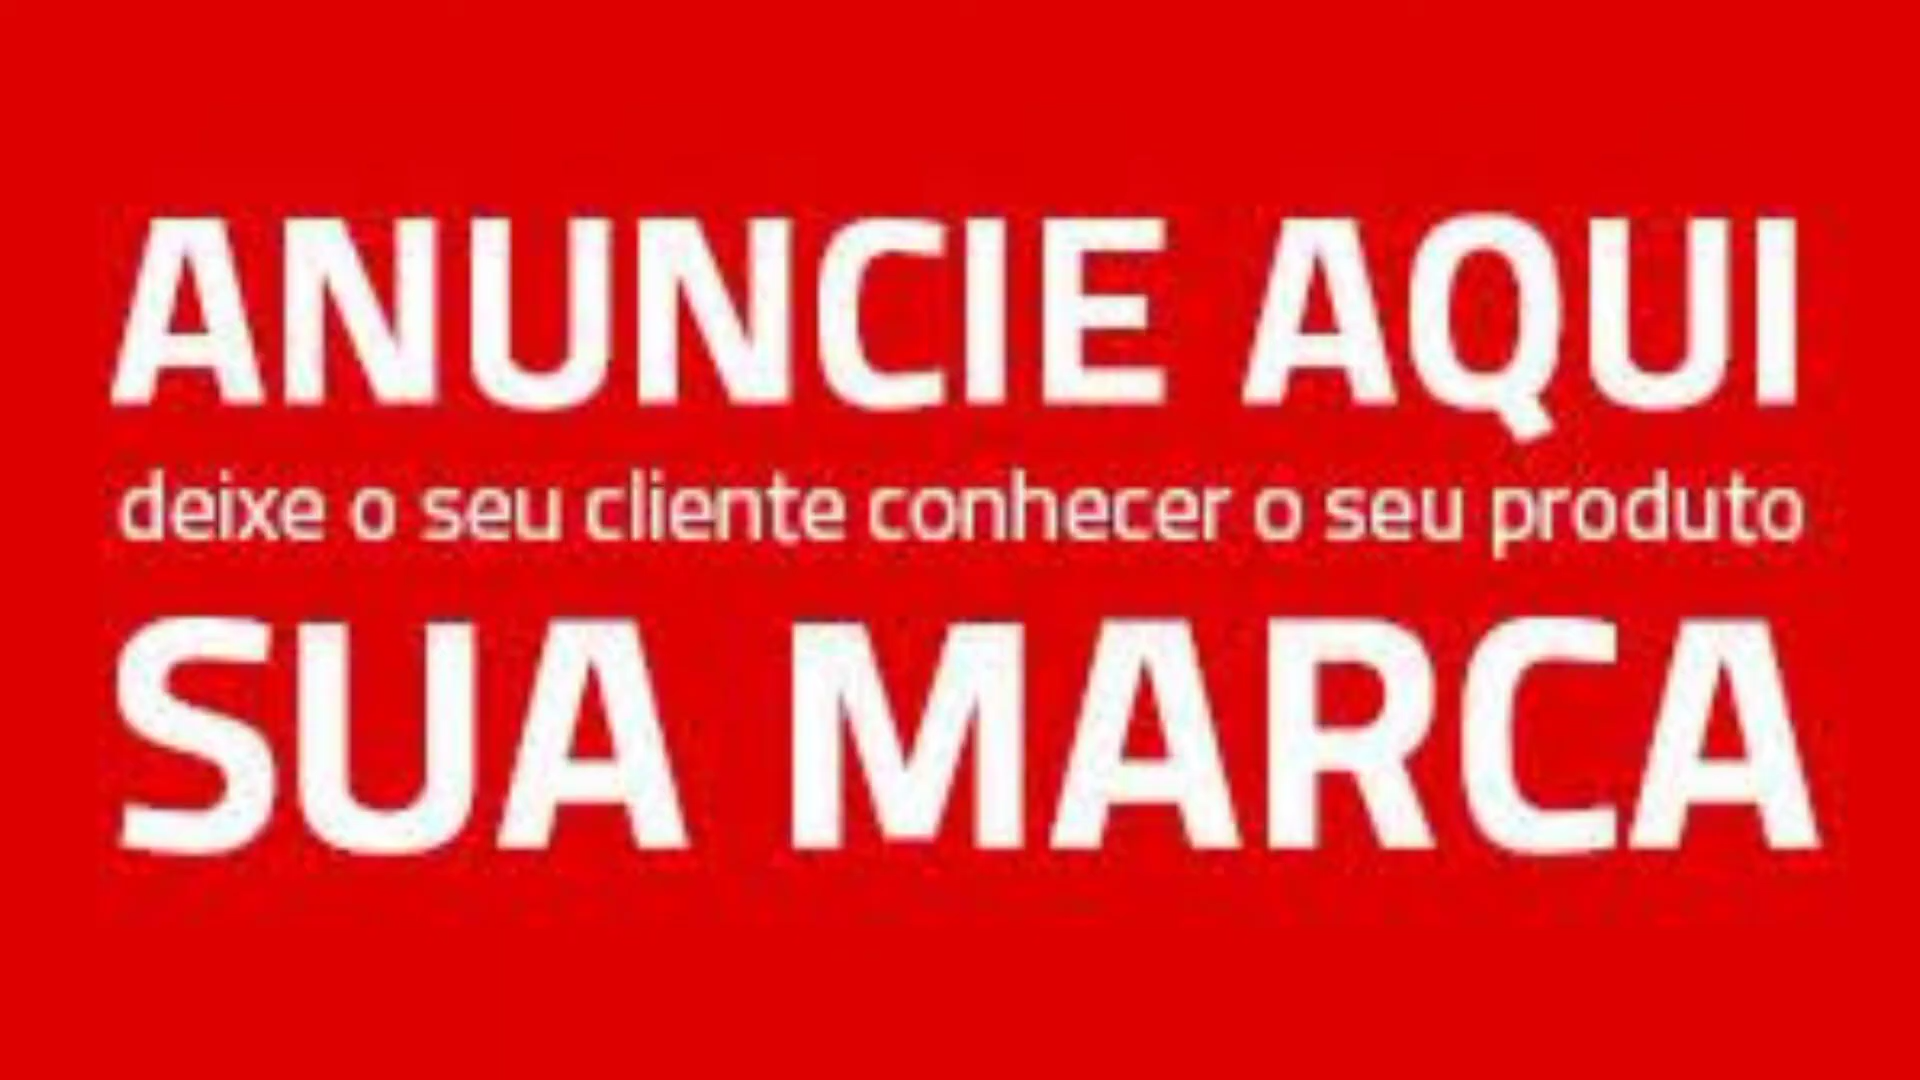 ANUNCIE AQUI
deixe o seu cliente conhecer o seu produto
SUA MARCA